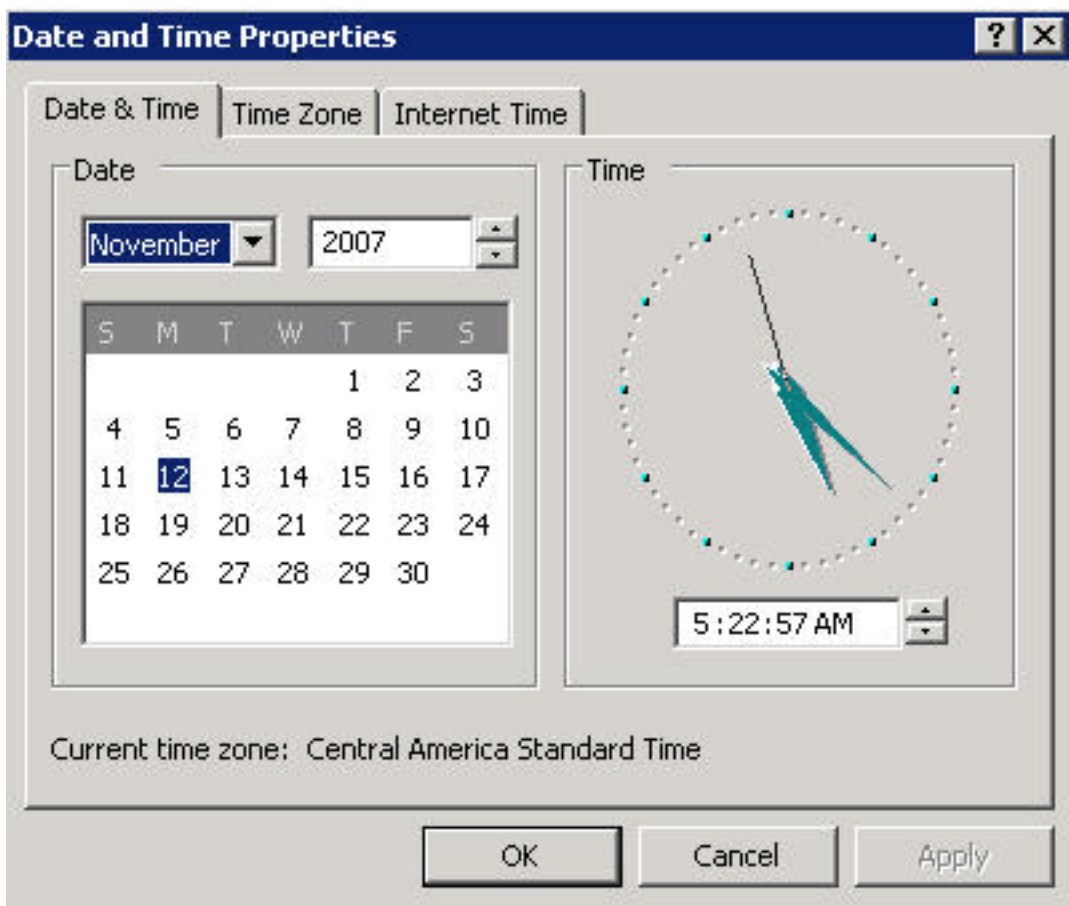 Date and Time Properties
Date & Time Time Zone Internet Time
Date
November 2007
S M T W T F S
1 2 3
4 5 6 7 8 9 10
11 12 13 14 15 16 17
18 19 20 21 22 23 24
25 26 27 28 29 30
Time
5:22:57 AM
Current time zone: Central America Standard Time
OK Cancel Apply